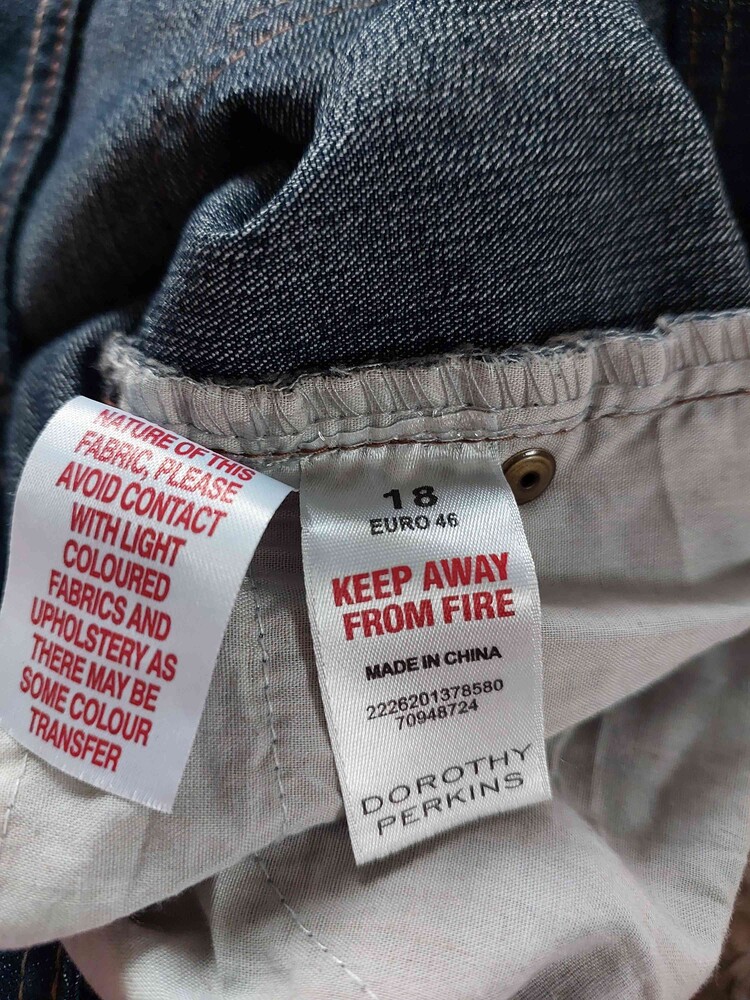 NATURE OF THIS
FABRIC, PLEASE
AVOID CONTACT
WITH LIGHT
COLOURED
FABRICS AND
UPHOLSTERY AS
THERE MAY BE
SOME COLOUR
TRANSFER
18
EURO 46
KEEP AWAY
FROM FIRE
MADE IN CHINA
2226201378580
70948724
DOROTHY
PERKINS